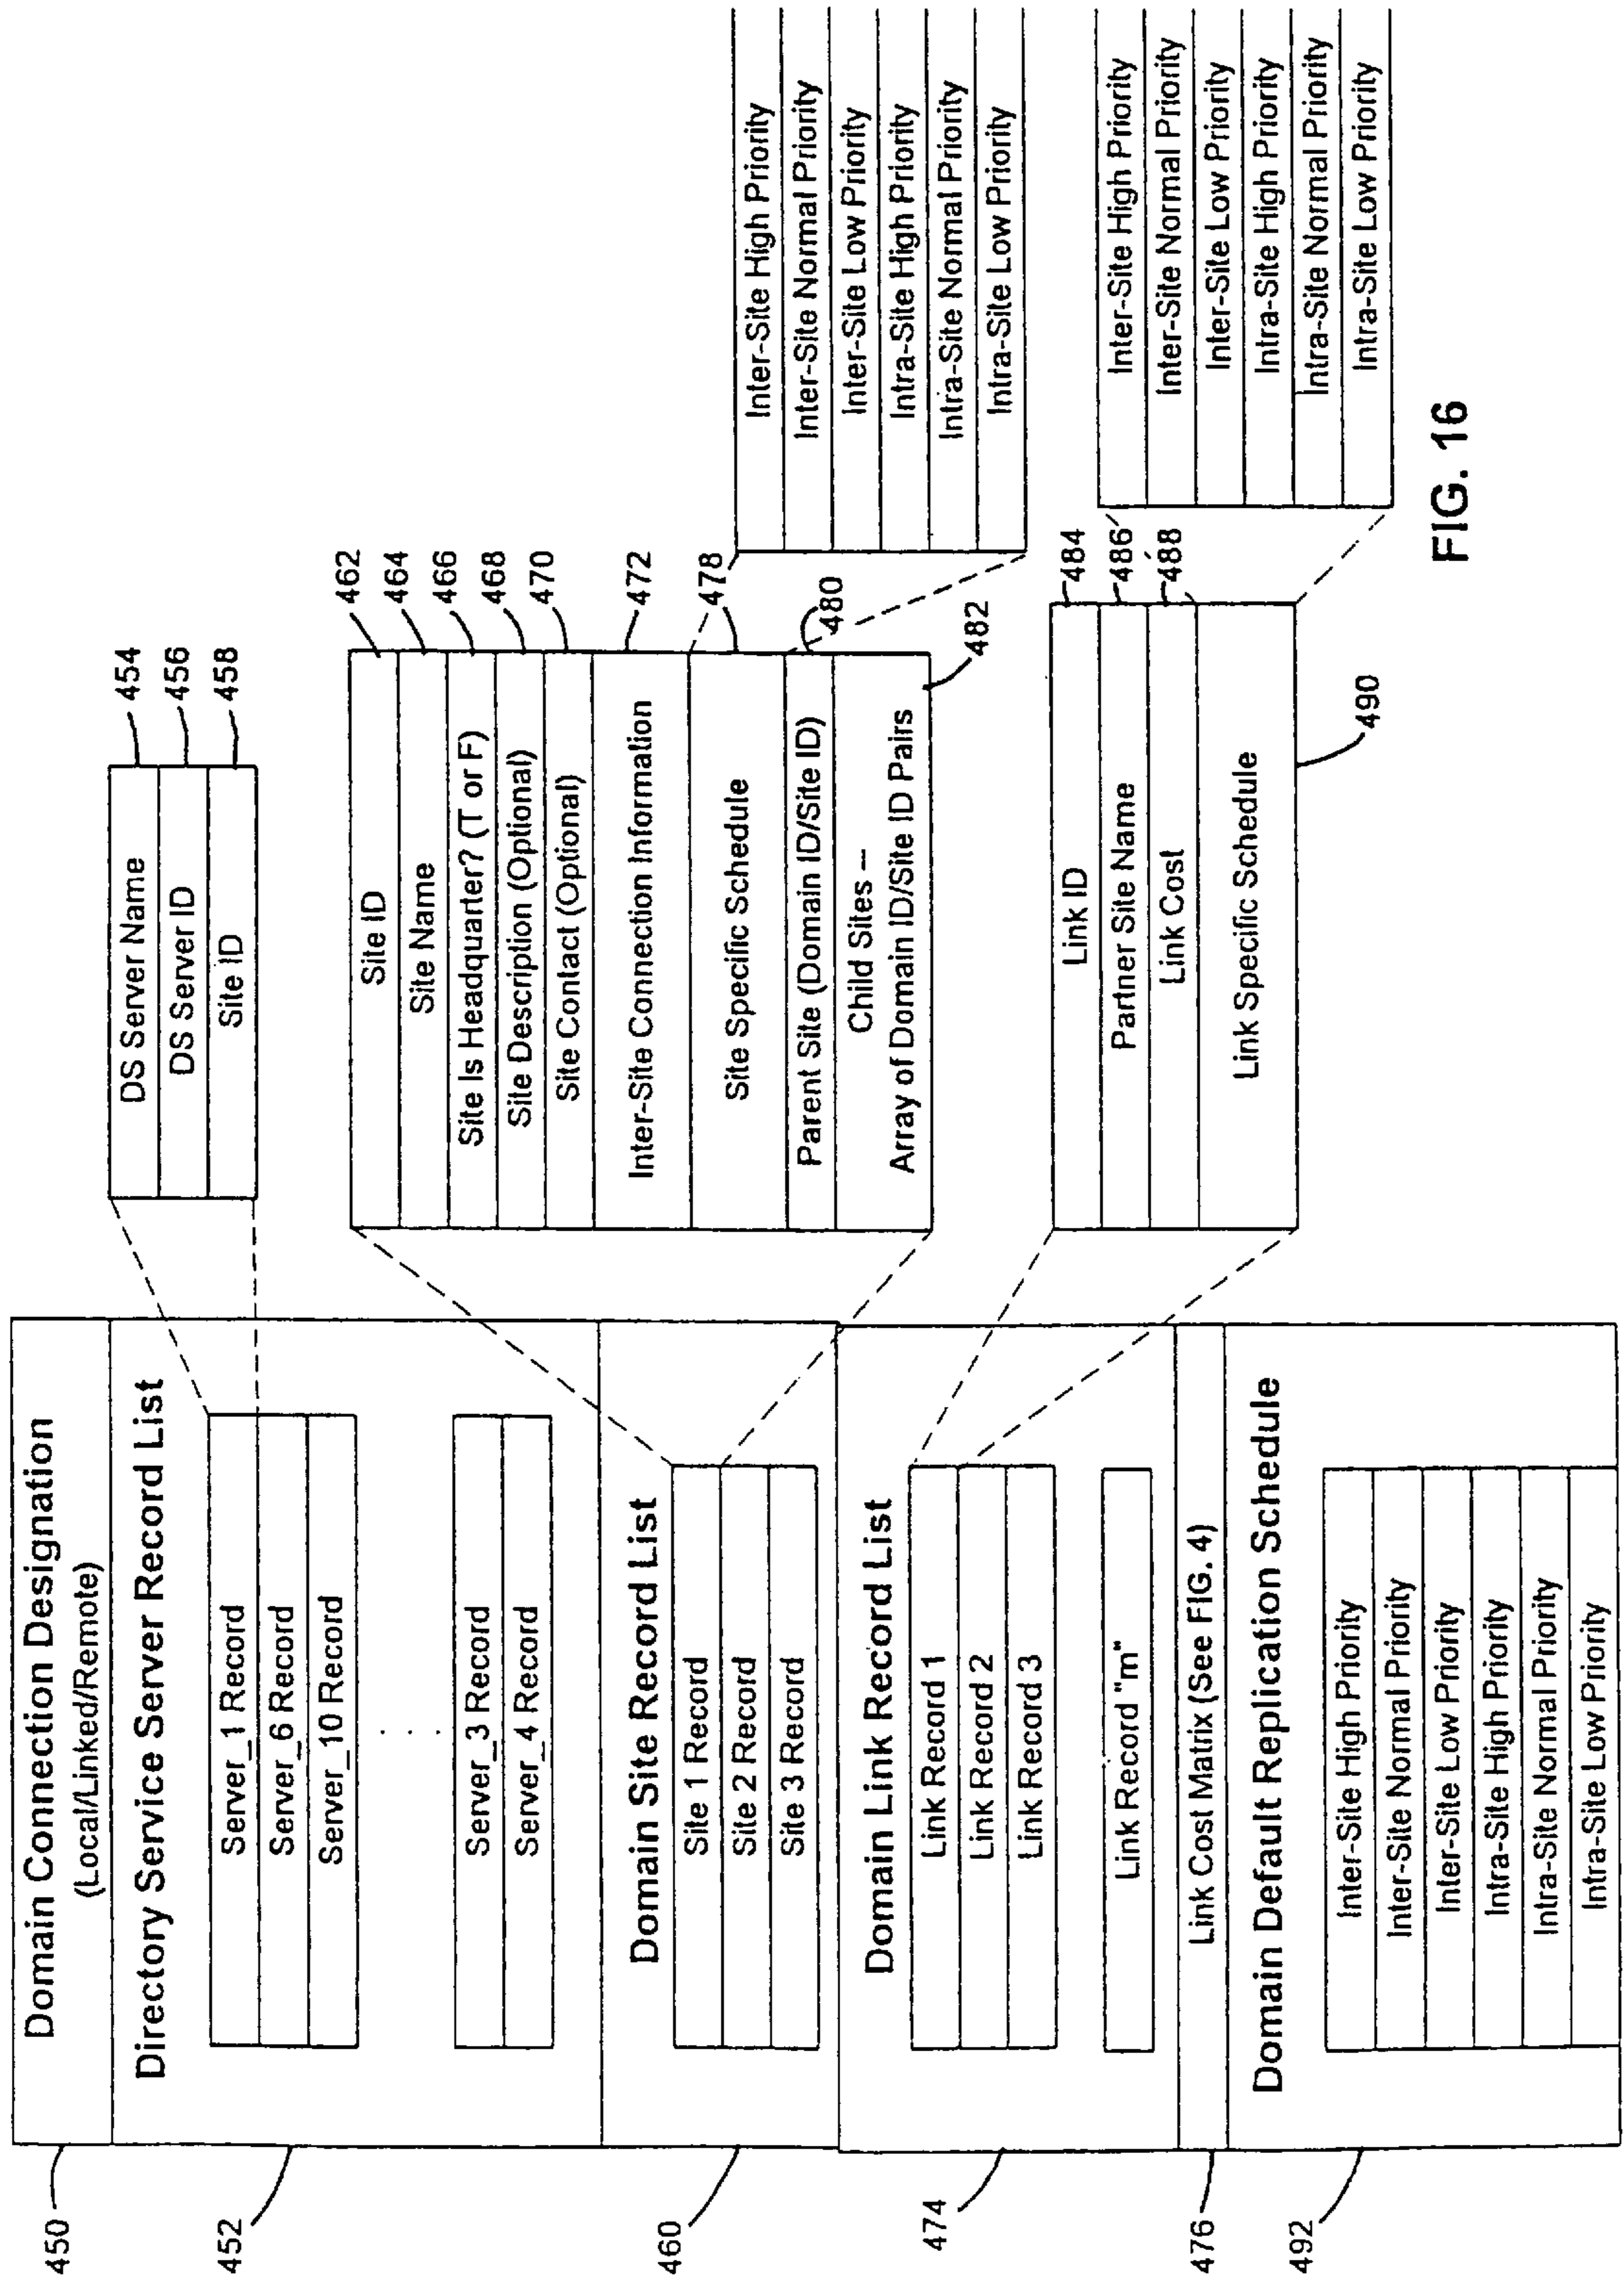 450
Domain Connection Designation
(Local/Linked/Remote)
452
Directory Service Server Record List
Server_1 Record
Server_6 Record
Server_10 Record
. . .
Server_3 Record
Server_4 Record
454
DS Server Name
456
DS Server ID
458
Site ID
460
Domain Site Record List
Site 1 Record
Site 2 Record
Site 3 Record
462
Site ID
464
Site Name
466
Site Is Headquarter? (T or F)
468
Site Description (Optional)
470
Site Contact (Optional)
472
Inter-Site Connection Information
478
Site Specific Schedule
480
Parent Site (Domain ID/Site ID)
482
Child Sites --
Array of Domain ID/Site ID Pairs
Inter-Site High Priority
Inter-Site Normal Priority
Inter-Site Low Priority
Intra-Site High Priority
Intra-Site Normal Priority
Intra-Site Low Priority
474
Domain Link Record List
Link Record 1
Link Record 2
Link Record 3
Link Record "m"
484
Link ID
486
Partner Site Name
488
Link Cost
490
Link Specific Schedule
Inter-Site High Priority
Inter-Site Normal Priority
Inter-Site Low Priority
Intra-Site High Priority
Intra-Site Normal Priority
Intra-Site Low Priority
476
Link Cost Matrix (See FIG. 4)
492
Domain Default Replication Schedule
Inter-Site High Priority
Inter-Site Normal Priority
Inter-Site Low Priority
Intra-Site High Priority
Intra-Site Normal Priority
Intra-Site Low Priority
FIG. 16